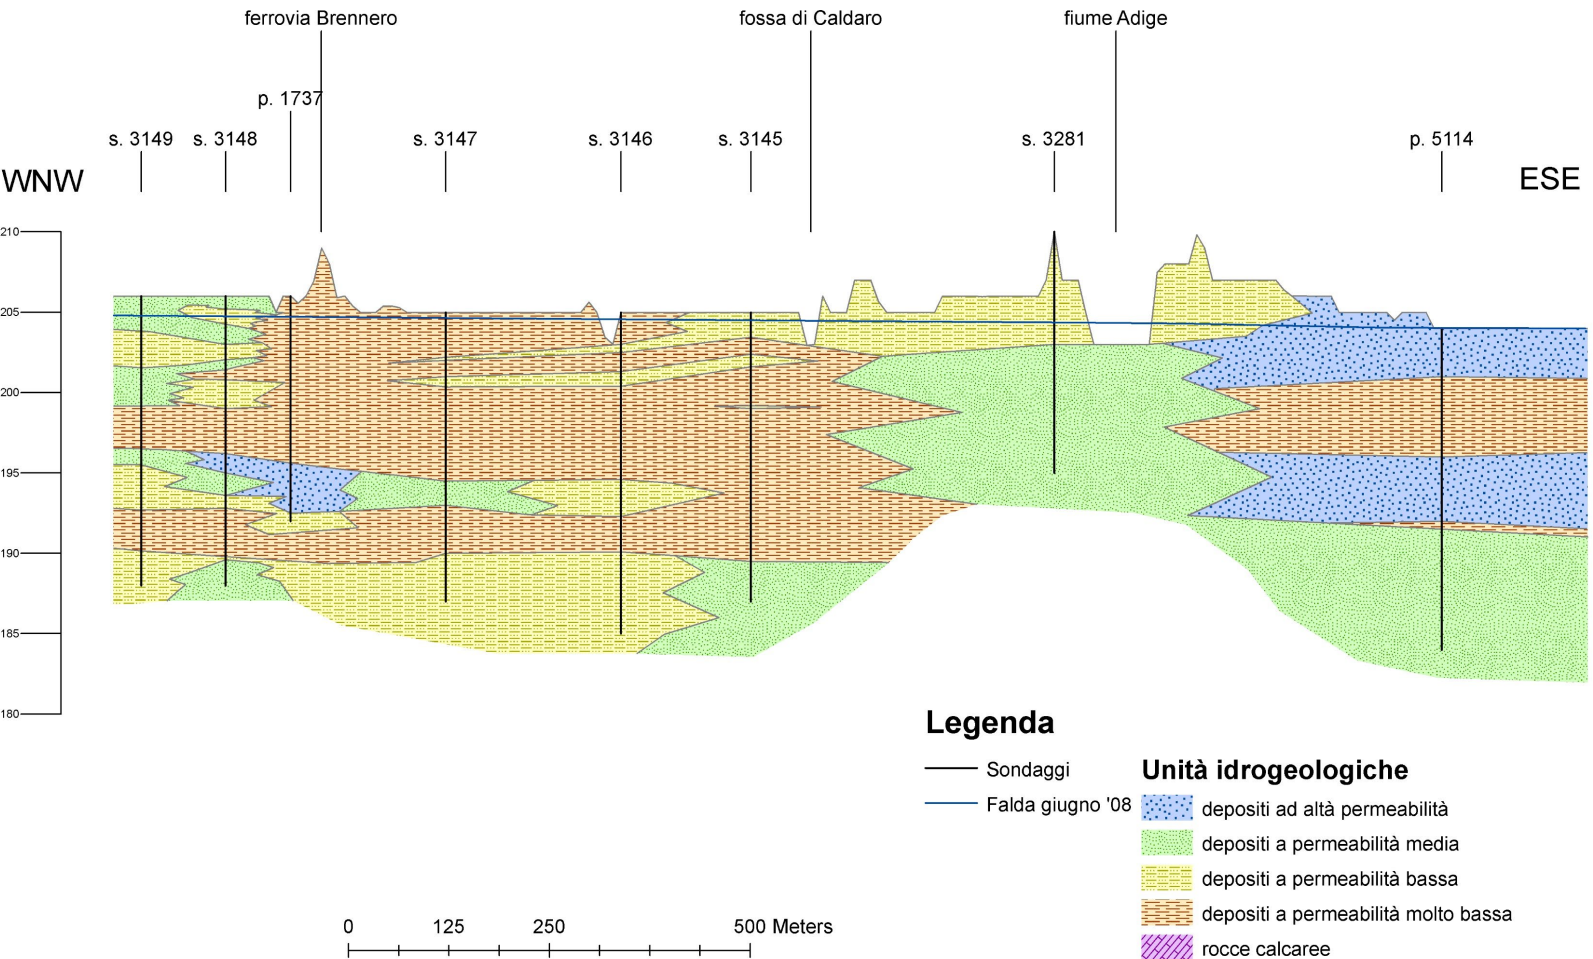 ferrovia Brennero
fossa di Caldaro
fiume Adige
p. 1737
s. 3149
s. 3148
s. 3147
s. 3146
s. 3145
s. 3281
p. 5114
WNW
ESE
210
205
200
195
190
185
180
Legenda
Sondaggi
Falda giugno '08
Unità idrogeologiche
depositi ad altà permeabilità
depositi a permeabilità media
depositi a permeabilità bassa
depositi a permeabilità molto bassa
rocce calcaree
0 125 250 500 Meters